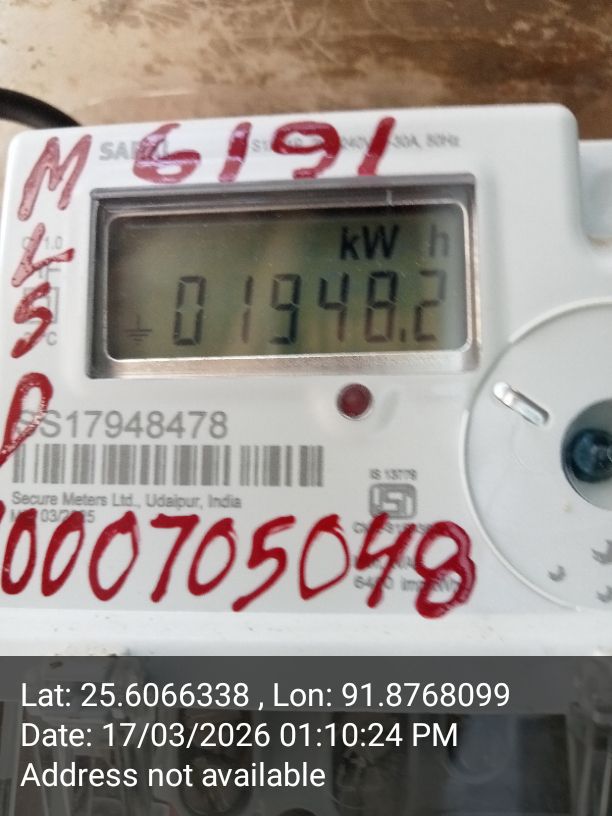 M 6191
L
S
kW h
01948.2
SS17948478
Secure Meters Ltd., Udaipur, India
IS 13779
000705048
Lat: 25.6066338 , Lon: 91.8768099
Date: 17/03/2026 01:10:24 PM
Address not available